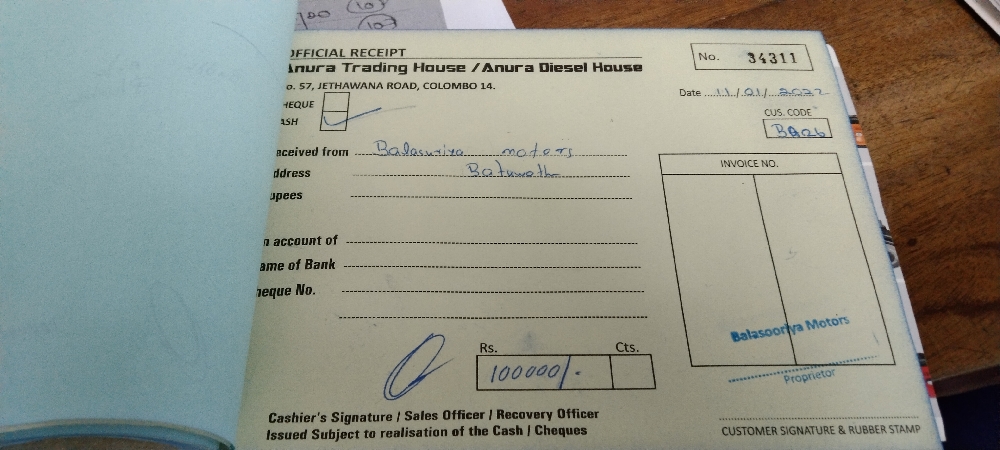 OFFICIAL RECEIPT
Anura Trading House / Anura Diesel House
o. 57, JETHAWANA ROAD, COLOMBO 14.
No. 34311
Date 11/01/2022
HEQUE
ASH
CUS. CODE
eceived from Balasuriya motors
ddress
upees
n account of
ame of Bank
heque No.
INVOICE NO.
Balasooriya Motors
Proprietor
Rs. Cts.
100000/-
Cashier's Signature / Sales Officer / Recovery Officer
Issued Subject to realisation of the Cash / Cheques
CUSTOMER SIGNATURE & RUBBER STAMP